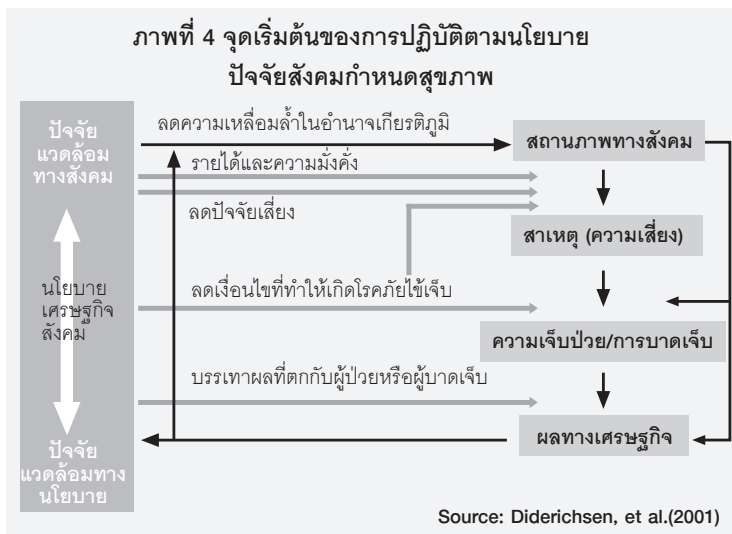 ภาพที่ 4 จุดเริ่มต้นของการปฏิบัติตามนโยบาย
ปัจจัยสังคมกำหนดสุขภาพ
ปัจจัย
แวดล้อม
ทางสังคม
ลดความเหลื่อมล้ำในอำนาจเกียรติภูมิ
สถานภาพทางสังคม
รายได้และความมั่งคั่ง
ลดปัจจัยเสี่ยง
สาเหตุ (ความเสี่ยง)
นโยบาย
เศรษฐกิจ
สังคม
ลดเงื่อนไขที่ทำให้เกิดโรคภัยไข้เจ็บ
ความเจ็บป่วย/การบาดเจ็บ
บรรเทาผลที่ตกกับผู้ป่วยหรือผู้บาดเจ็บ
ผลทางเศรษฐกิจ
ปัจจัย
แวดล้อมทาง
นโยบาย
Source: Diderichsen, et al.(2001)